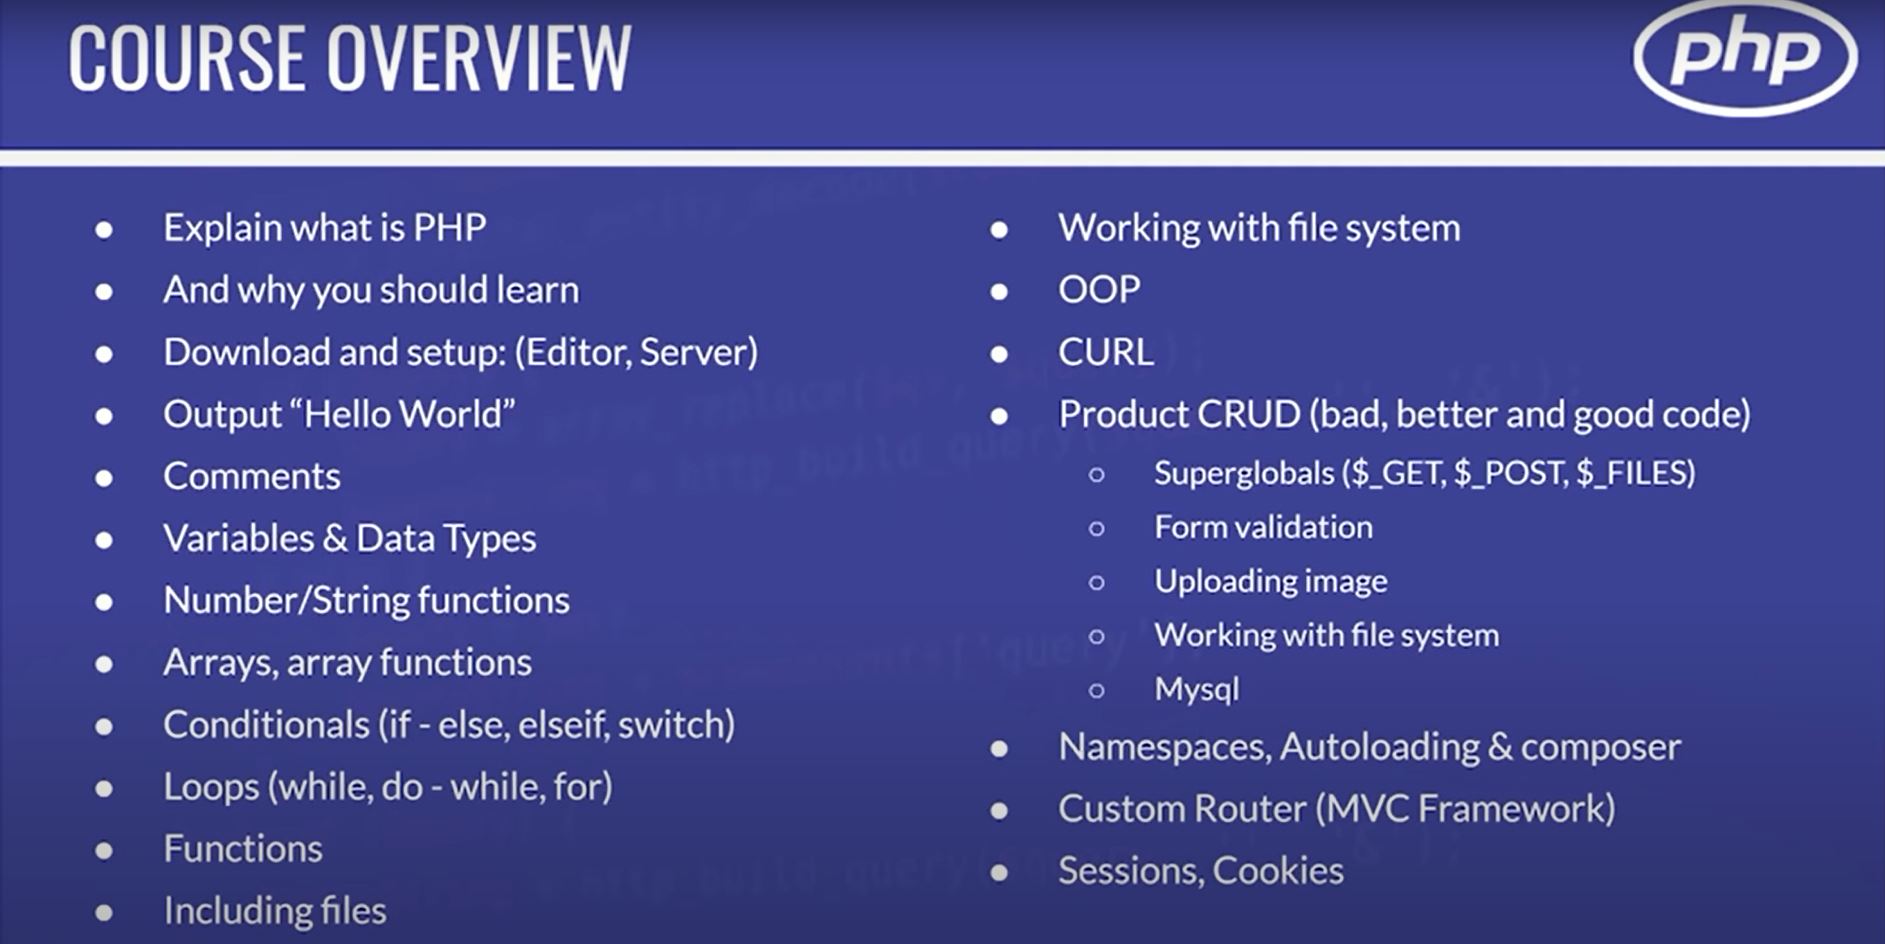 COURSE OVERVIEW
php
Explain what is PHP
And why you should learn
Download and setup: (Editor, Server)
Output “Hello World”
Comments
Variables & Data Types
Number/String functions
Arrays, array functions
Conditionals (if - else, elseif, switch)
Loops (while, do - while, for)
Functions
Including files
Working with file system
OOP
CURL
Product CRUD (bad, better and good code)
Superglobals ($_GET, $_POST, $_FILES)
Form validation
Uploading image
Working with file system
Mysql
Namespaces, Autoloading & composer
Custom Router (MVC Framework)
Sessions, Cookies